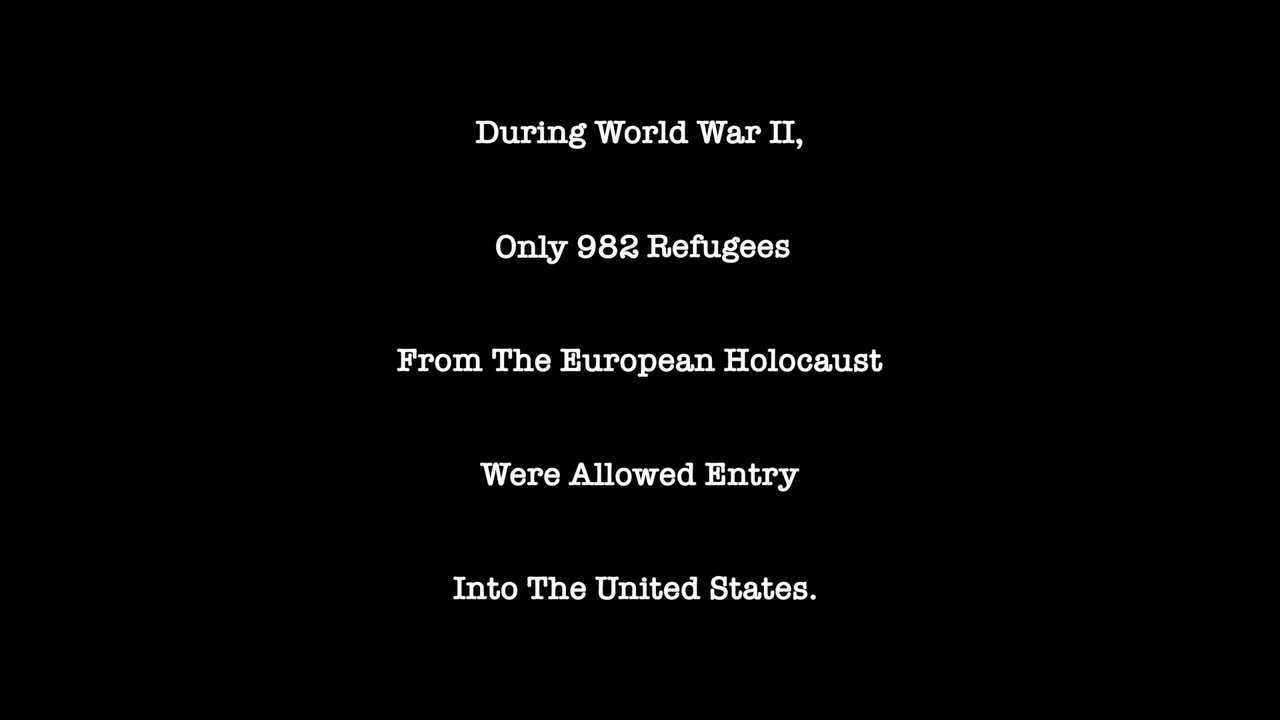 During World War II,
Only 982 Refugees
From The European Holocaust
Were Allowed Entry
Into The United States.